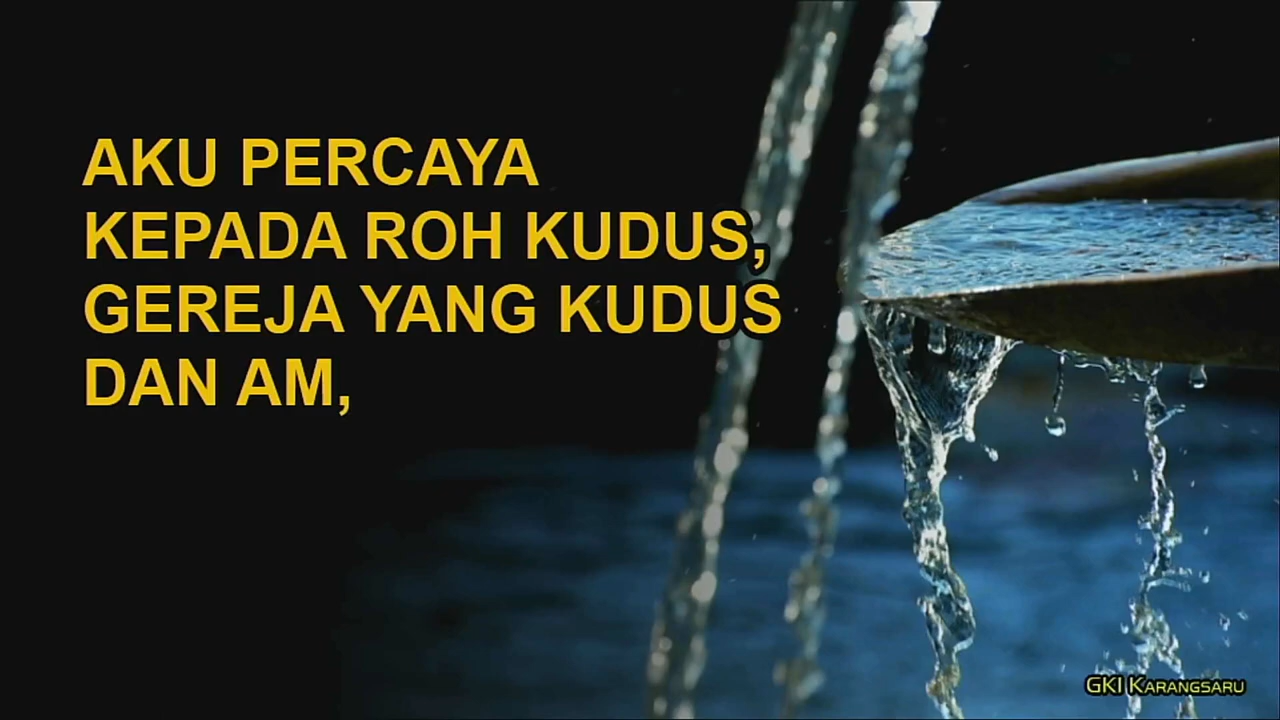 AKU PERCAYA
KEPADA ROH KUDUS,
GEREJA YANG KUDUS
DAN AM,
GKI KARANGSARU